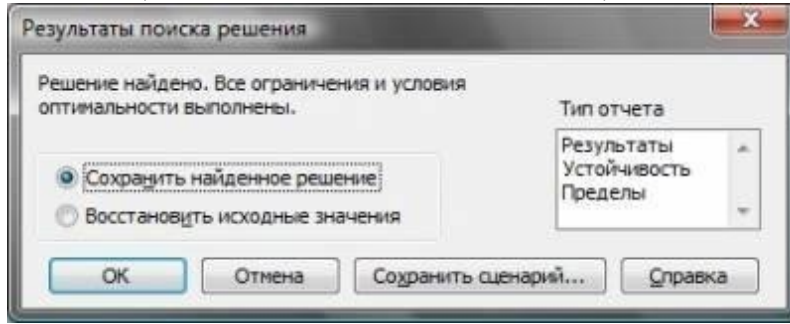 Результаты поиска решения
Решение найдено. Все ограничения и условия
оптимальности выполнены.
Тип отчета
Результаты
Устойчивость
Пределы
Сохранить найденное решение
Восстановить исходные значения
ОК
Отмена
Сохранить сценарий...
Справка